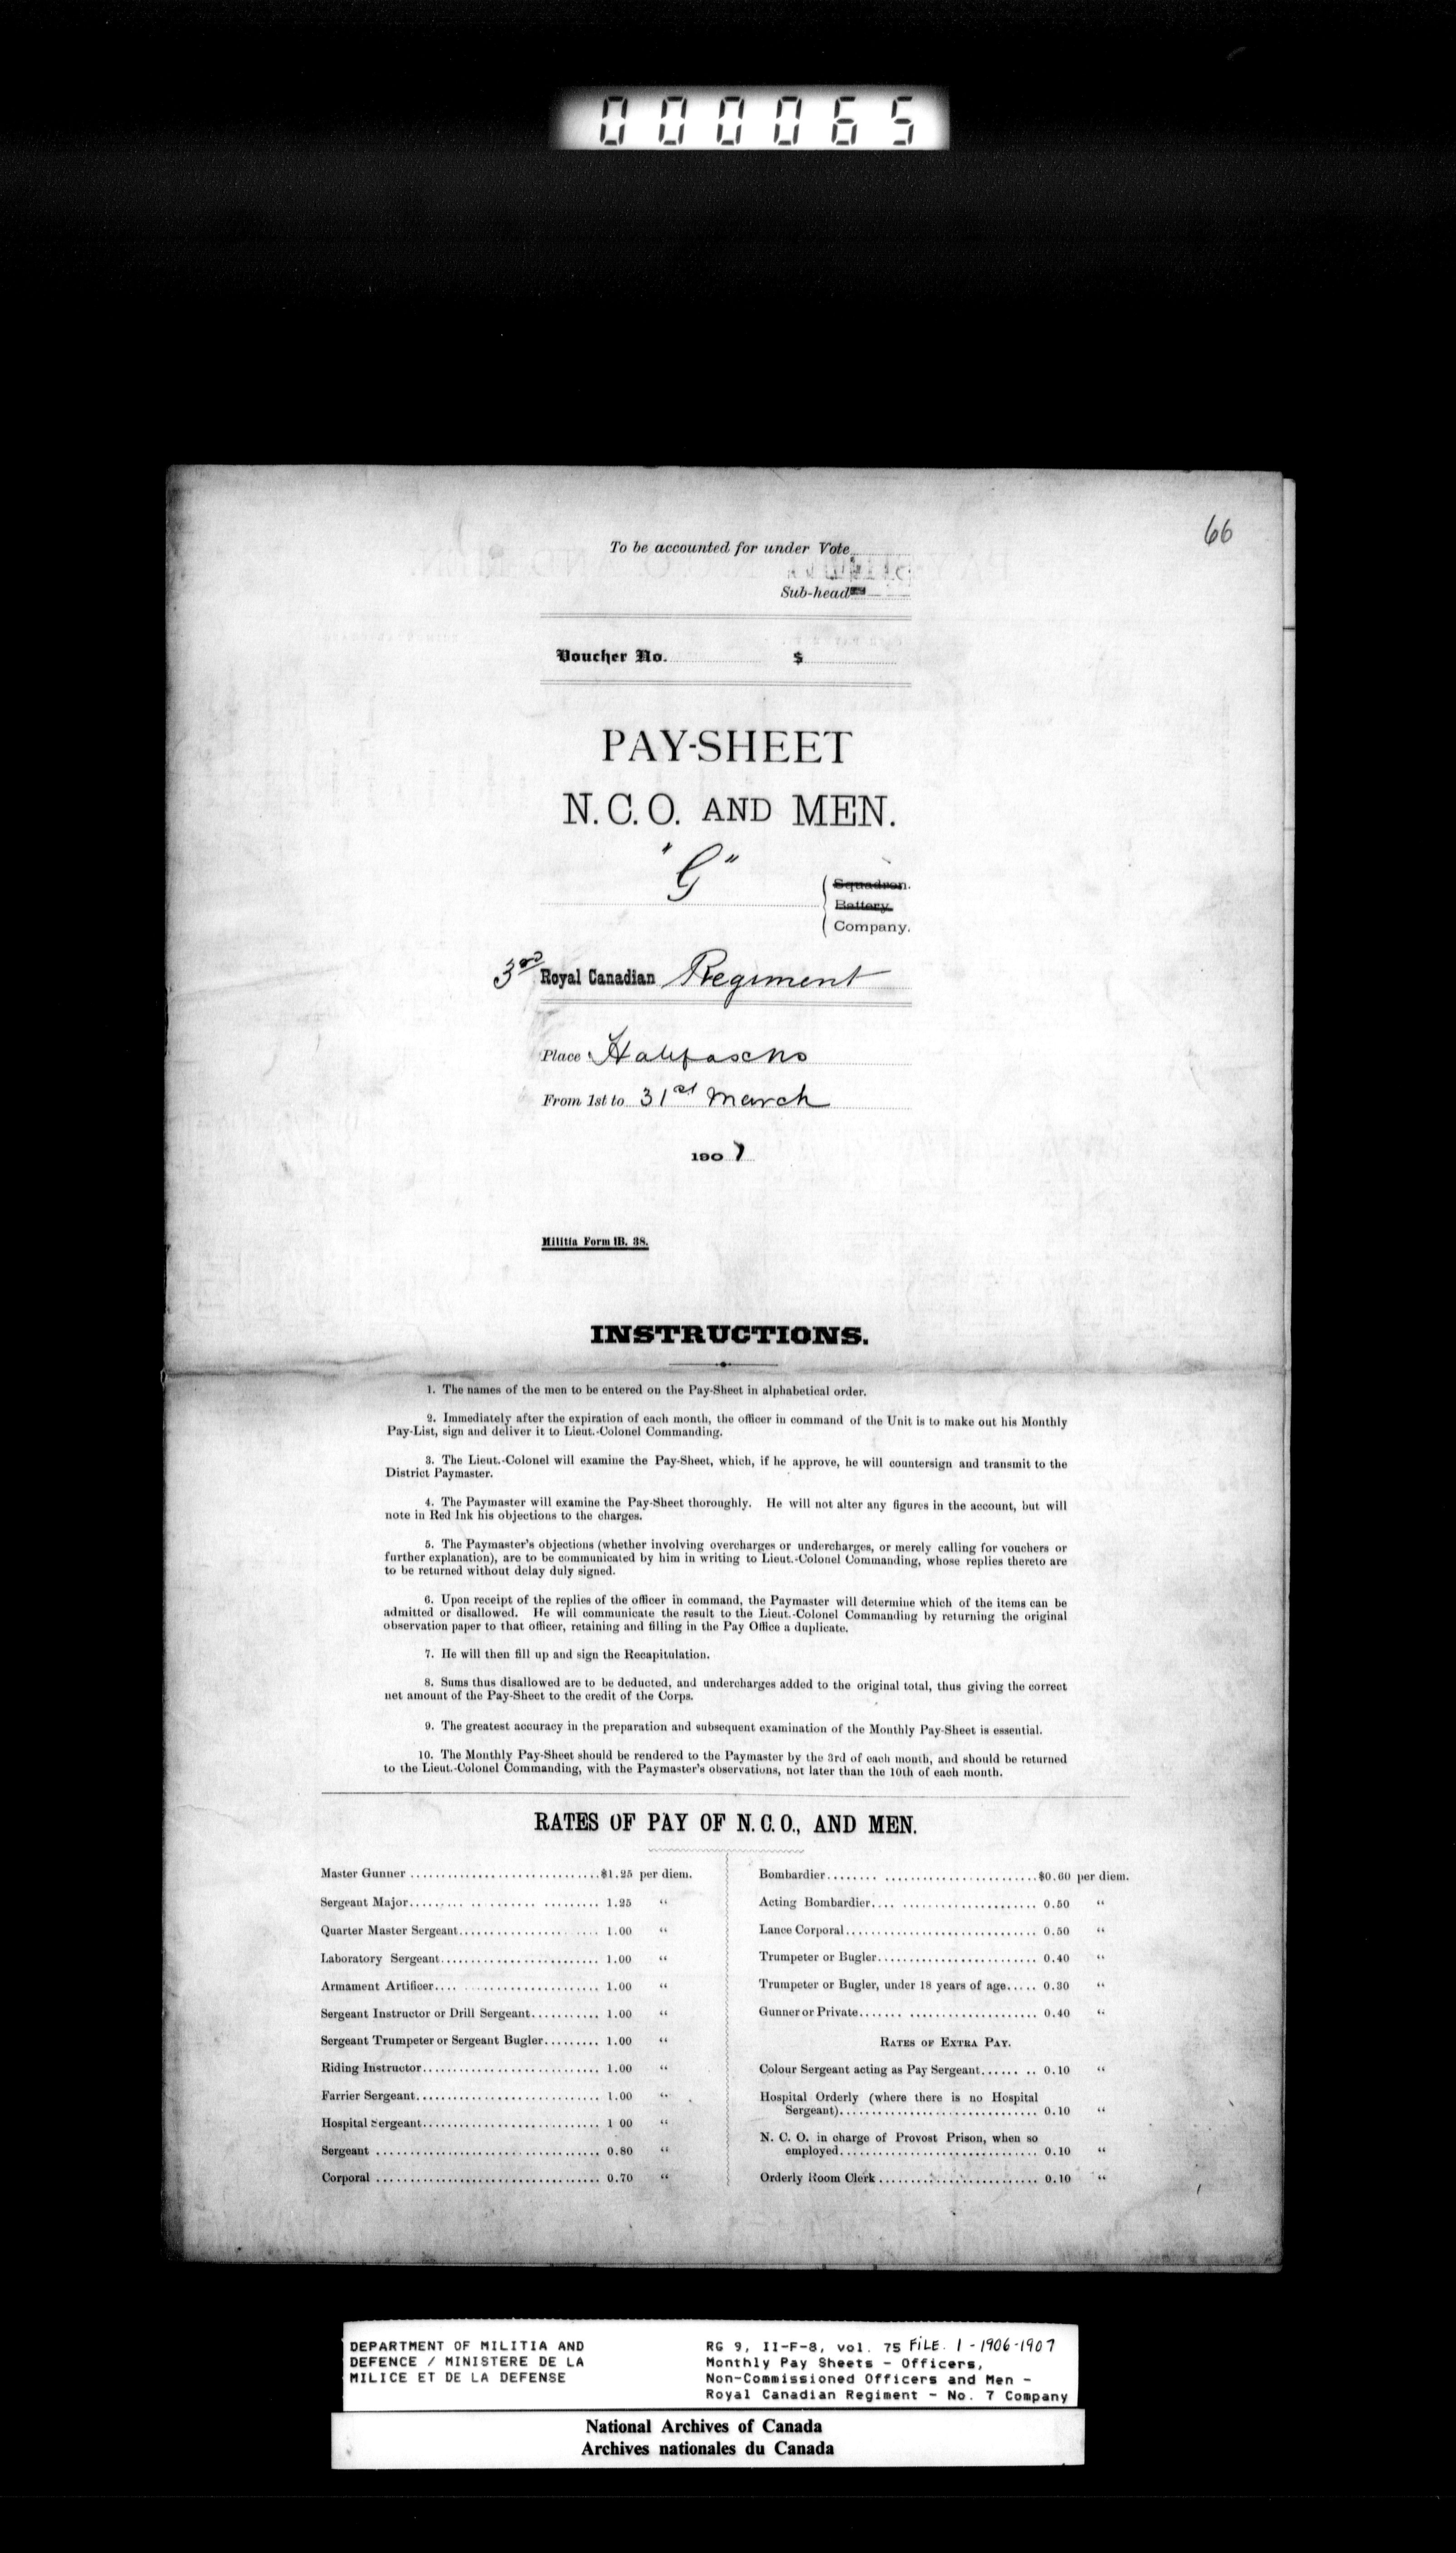 000065
66
To be accounted for under Vote
Sub-head
Voucher No. $
PAY-SHEET
N. C. O. AND MEN.
"G"
Squadron.
Battery.
Company.
3rd Royal Canadian Regiment
Place Halifax NS
From 1st to 31st March
1907
Militia Form B. 38.
INSTRUCTIONS.
1. The names of the men to be entered on the Pay-Sheet in alphabetical order.
2. Immediately after the expiration of each month, the officer in command of the Unit is to make out his Monthly
Pay-List, sign and deliver it to Lieut.-Colonel Commanding.
3. The Lieut.-Colonel will examine the Pay-Sheet, which, if he approve, he will countersign and transmit to the
District Paymaster.
4. The Paymaster will examine the Pay-Sheet thoroughly. He will not alter any figures in the account, but will
note in Red Ink his objections to the charges.
5. The Paymaster's objections (whether involving overcharges or undercharges, or merely calling for vouchers or
further explanation), are to be communicated by him in writing to Lieut.-Colonel Commanding, whose replies thereto are
to be returned without delay duly signed.
6. Upon receipt of the replies of the officer in command, the Paymaster will determine which of the items can be
admitted or disallowed. He will communicate the result to the Lieut.-Colonel Commanding by returning the original
observation paper to that officer, retaining and filling in the Pay Office a duplicate.
7. He will then fill up and sign the Recapitulation.
8. Sums thus disallowed are to be deducted, and undercharges added to the original total, thus giving the correct
net amount of the Pay-Sheet to the credit of the Corps.
9. The greatest accuracy in the preparation and subsequent examination of the Monthly Pay-Sheet is essential.
10. The Monthly Pay-Sheet should be rendered to the Paymaster by the 3rd of each month, and should be returned
to the Lieut.-Colonel Commanding, with the Paymaster's observations, not later than the 10th of each month.
RATES OF PAY OF N. C. O., AND MEN.
Master Gunner $1.25 per diem.
Sergeant Major 1.25 "
Quarter Master Sergeant 1.00 "
Laboratory Sergeant 1.00 "
Armament Artificer 1.00 "
Sergeant Instructor or Drill Sergeant 1.00 "
Sergeant Trumpeter or Sergeant Bugler 1.00 "
Riding Instructor 1.00 "
Farrier Sergeant 1.00 "
Hospital Sergeant 1 00 "
Sergeant 0.80 "
Corporal 0.70 "
Bombardier $0.60 per diem.
Acting Bombardier 0.50 "
Lance Corporal 0.50 "
Trumpeter or Bugler 0.40 "
Trumpeter or Bugler, under 18 years of age 0.30 "
Gunner or Private 0.40 "
RATES OF EXTRA PAY.
Colour Sergeant acting as Pay Sergeant 0.10 "
Hospital Orderly (where there is no Hospital
Sergeant) 0.10 "
N. C. O. in charge of Provost Prison, when so
employed 0.10 "
Orderly Room Clerk 0.10 "
DEPARTMENT OF MILITIA AND
DEFENCE / MINISTERE DE LA
MILICE ET DE LA DEFENSE
RG 9, II-F-8, vol. 75 FILE. 1 - 1906-1907
Monthly Pay Sheets - Officers,
Non-Commissioned Officers and Men -
Royal Canadian Regiment - No. 7 Company
National Archives of Canada
Archives nationales du Canada